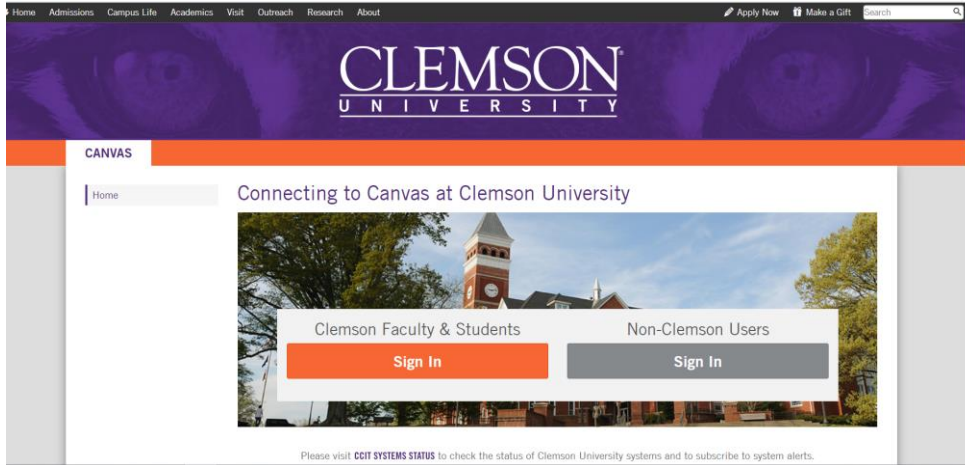 Home Admissions Campus Life Academics Visit Outreach Research About Apply Now Make a Gift Search
CLEMSON
UNIVERSITY
CANVAS
Home
Connecting to Canvas at Clemson University
Clemson Faculty & Students
Sign In
Non-Clemson Users
Sign In
Please visit CCIT SYSTEMS STATUS to check the status of Clemson University systems and to subscribe to system alerts.